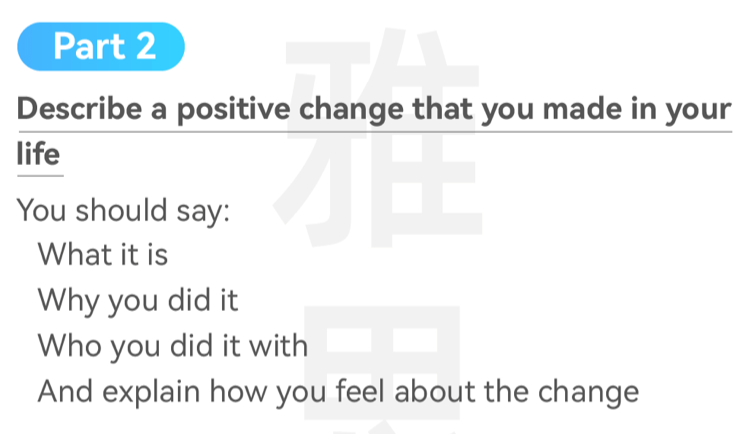 Part 2
Describe a positive change that you made in your
life
You should say:
What it is
Why you did it
Who you did it with
And explain how you feel about the change
雅
思